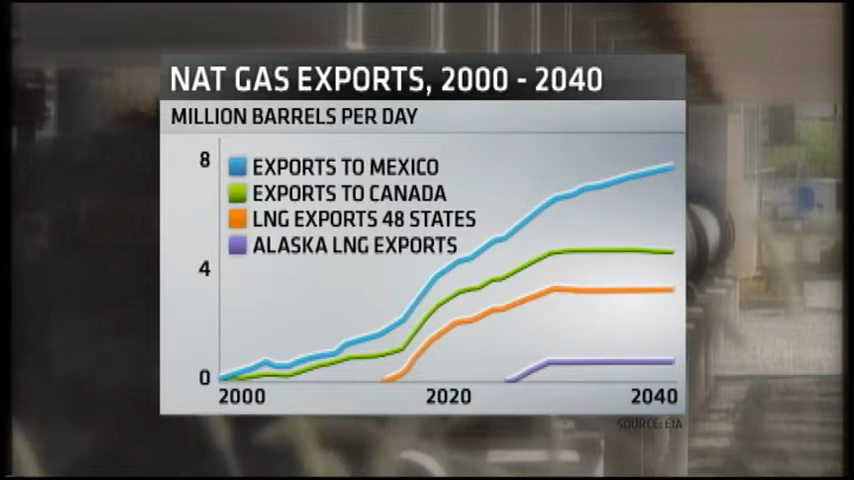 NAT GAS EXPORTS, 2000 - 2040
MILLION BARRELS PER DAY
8
EXPORTS TO MEXICO
EXPORTS TO CANADA
LNG EXPORTS 48 STATES
ALASKA LNG EXPORTS
4
0
2000 2020 2040
SOURCE: EIA